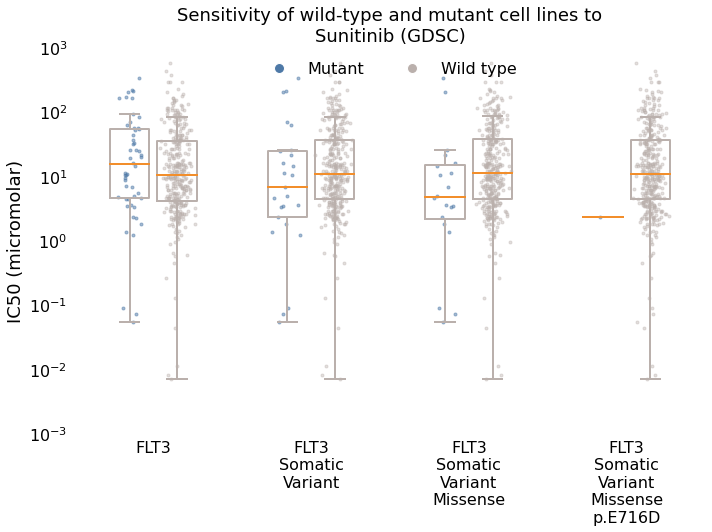 Sensitivity of wild-type and mutant cell lines to
Sunitinib (GDSC)
Mutant
Wild type
IC50 (micromolar)
10³
10²
10¹
10⁰
10⁻¹
10⁻²
10⁻³
FLT3
FLT3
Somatic
Variant
FLT3
Somatic
Variant
Missense
FLT3
Somatic
Variant
Missense
p.E716D